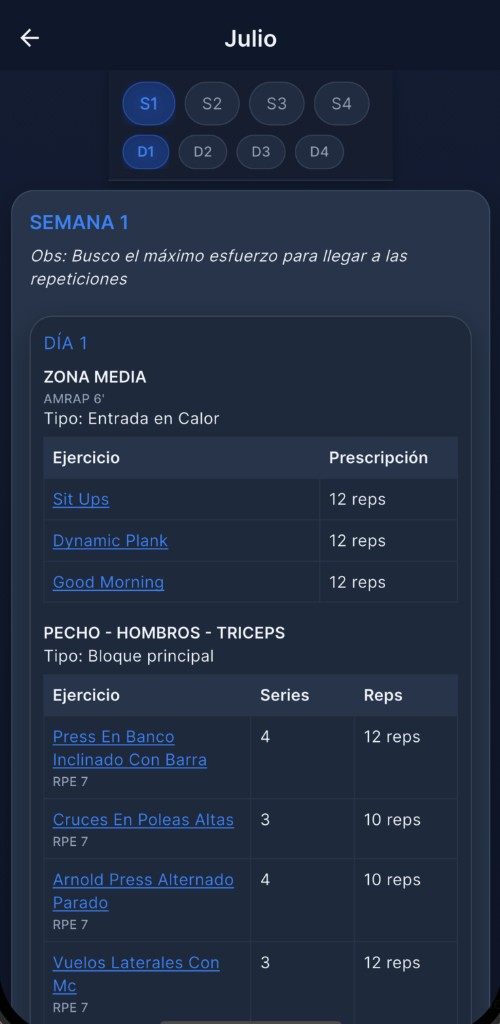 Julio
S1 S2 S3 S4
D1 D2 D3 D4
SEMANA 1
Obs: Busco el máximo esfuerzo para llegar a las
repeticiones
DÍA 1
ZONA MEDIA
AMRAP 6'
Tipo: Entrada en Calor
Ejercicio Prescripción
Sit Ups 12 reps
Dynamic Plank 12 reps
Good Morning 12 reps
PECHO - HOMBROS - TRICEPS
Tipo: Bloque principal
Ejercicio Series Reps
Press En Banco 4 12 reps
Inclinado Con Barra
RPE 7
Cruces En Poleas Altas 3 10 reps
RPE 7
Arnold Press Alternado 4 10 reps
Parado
RPE 7
Vuelos Laterales Con 3 12 reps
Mc
RPE 7